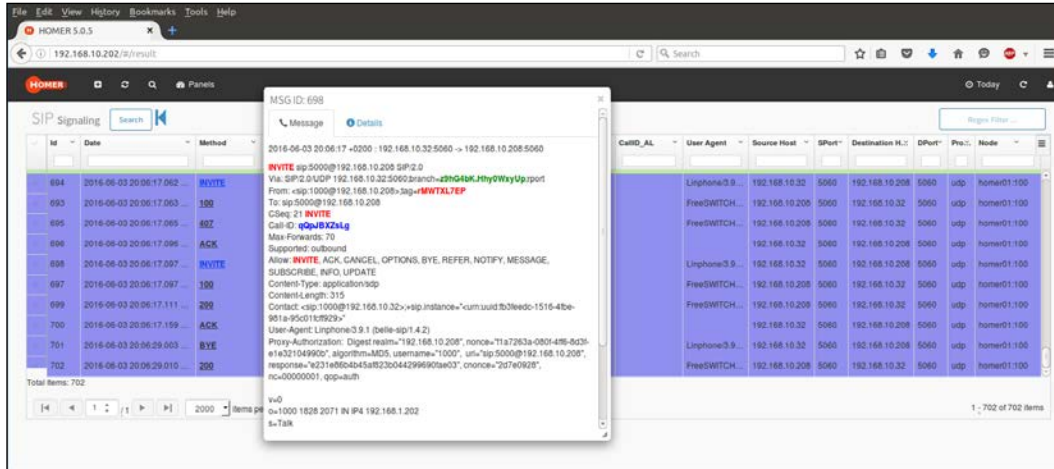 File Edit View History Bookmarks Tools Help
HOMER 5.0.5
192.168.10.202/#/result
Search
HOMER Panels Today
SIP Signaling Search Regex Filter ...
Id Date Method CallID_AL User Agent Source Host SPort Destination H... DPort Pro... Node
694 2016-06-03 20:06:17.062 ... INVITE Linphone/3.9... 192.168.10.32 5060 192.168.10.208 5060 udp homer01:100
693 2016-06-03 20:06:17.063 ... 100 FreeSWITCH... 192.168.10.208 5060 192.168.10.32 5060 udp homer01:100
695 2016-06-03 20:06:17.065 ... 407 FreeSWITCH... 192.168.10.208 5060 192.168.10.32 5060 udp homer01:100
696 2016-06-03 20:06:17.096 ... ACK 192.168.10.32 5060 192.168.10.208 5060 udp homer01:100
698 2016-06-03 20:06:17.097 ... INVITE Linphone/3.9... 192.168.10.32 5060 192.168.10.208 5060 udp homer01:100
697 2016-06-03 20:06:17.097 ... 100 FreeSWITCH... 192.168.10.208 5060 192.168.10.32 5060 udp homer01:100
699 2016-06-03 20:06:17.111 ... 200 FreeSWITCH... 192.168.10.208 5060 192.168.10.32 5060 udp homer01:100
700 2016-06-03 20:06:17.159 ... ACK 192.168.10.32 5060 192.168.10.208 5060 udp homer01:100
701 2016-06-03 20:06:29.003 ... BYE Linphone/3.9... 192.168.10.32 5060 192.168.10.208 5060 udp homer01:100
702 2016-06-03 20:06:29.010 ... 200 FreeSWITCH... 192.168.10.208 5060 192.168.10.32 5060 udp homer01:100
Total Items: 702
1 / 1 2000 items pe
1 - 702 of 702 items
MSG ID: 698
Message Details
2016-06-03 20:06:17 +0200 : 192.168.10.32:5060 -> 192.168.10.208:5060
INVITE sip:5000@192.168.10.208 SIP/2.0
Via: SIP/2.0/UDP 192.168.10.32:5060;branch=z9hG4bK.Hhy0WxyUp;rport
From: <sip:1000@192.168.10.208>;tag=rMWTXL7EP
To: sip:5000@192.168.10.208
CSeq: 21 INVITE
Call-ID: qQpJBXZsLg
Max-Forwards: 70
Supported: outbound
Allow: INVITE, ACK, CANCEL, OPTIONS, BYE, REFER, NOTIFY, MESSAGE,
SUBSCRIBE, INFO, UPDATE
Content-Type: application/sdp
Content-Length: 315
Contact: <sip:1000@192.168.10.32>;+sip.instance="<urn:uuid:fb3feedc-1516-4fbe-
981a-95c01fcff929>"
User-Agent: Linphone/3.9.1 (belle-sip/1.4.2)
Proxy-Authorization: Digest realm="192.168.10.208", nonce="f1a7263a-080f-4ff6-8d3f-
e1e32104990b", algorithm=MD5, username="1000", uri="sip:5000@192.168.10.208",
response="e231e86b4b45af823b044299690fae03", cnonce="2d7e0928",
nc=00000001, qop=auth
v=0
o=1000 1828 2071 IN IP4 192.168.1.202
s=Talk